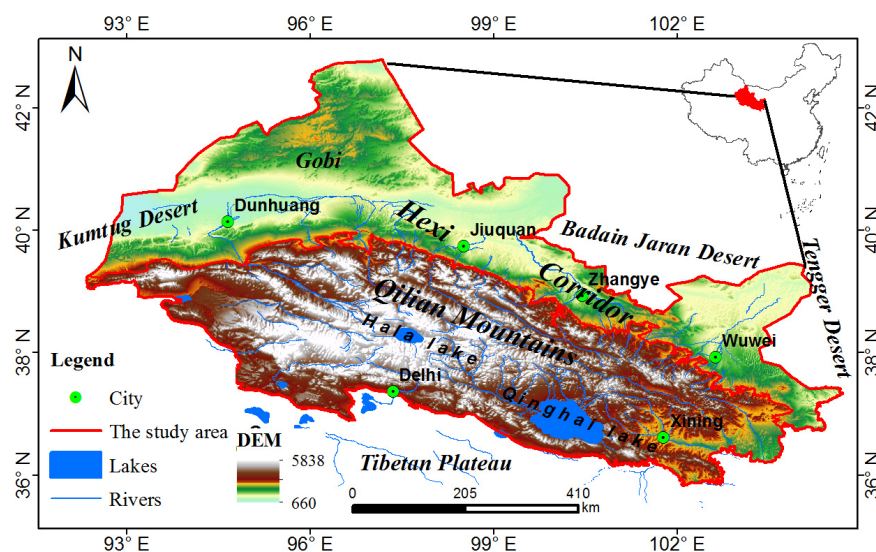 93° E 96° E 99° E 102° E
N
42° N 42° N
Gobi
Kumtug Desert
Dunhuang
Hexi
Jiuquan
Badain Jaran Desert
40° N 40° N
Corridor
Zhangye
Tengger Desert
Qilian Mountains
Hala lake
Wuwei
38° N 38° N
Delhi
Qinghai lake
Xining
Legend
City
The study area
Lakes
Rivers
DEM
5838
660
Tibetan Plateau
36° N 36° N
0 205 410
km
93° E 96° E 99° E 102° E